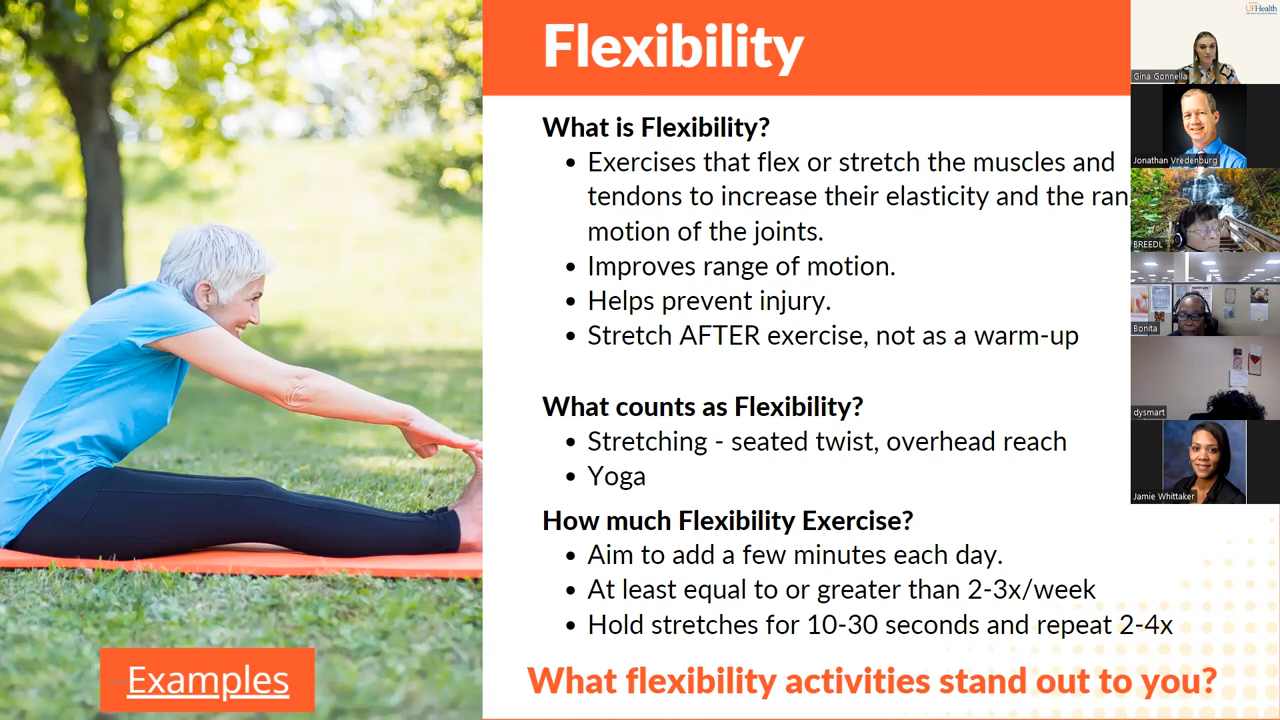 Flexibility
What is Flexibility?
• Exercises that flex or stretch the muscles and
tendons to increase their elasticity and the ran
motion of the joints.
• Improves range of motion.
• Helps prevent injury.
• Stretch AFTER exercise, not as a warm-up
What counts as Flexibility?
• Stretching - seated twist, overhead reach
• Yoga
How much Flexibility Exercise?
• Aim to add a few minutes each day.
• At least equal to or greater than 2-3x/week
• Hold stretches for 10-30 seconds and repeat 2-4x
What flexibility activities stand out to you?
Examples
UFHealth
Gina Gonnella
Jonathan Vredenburg
BREEDL
Bonita
dysmart
Jamie Whittaker